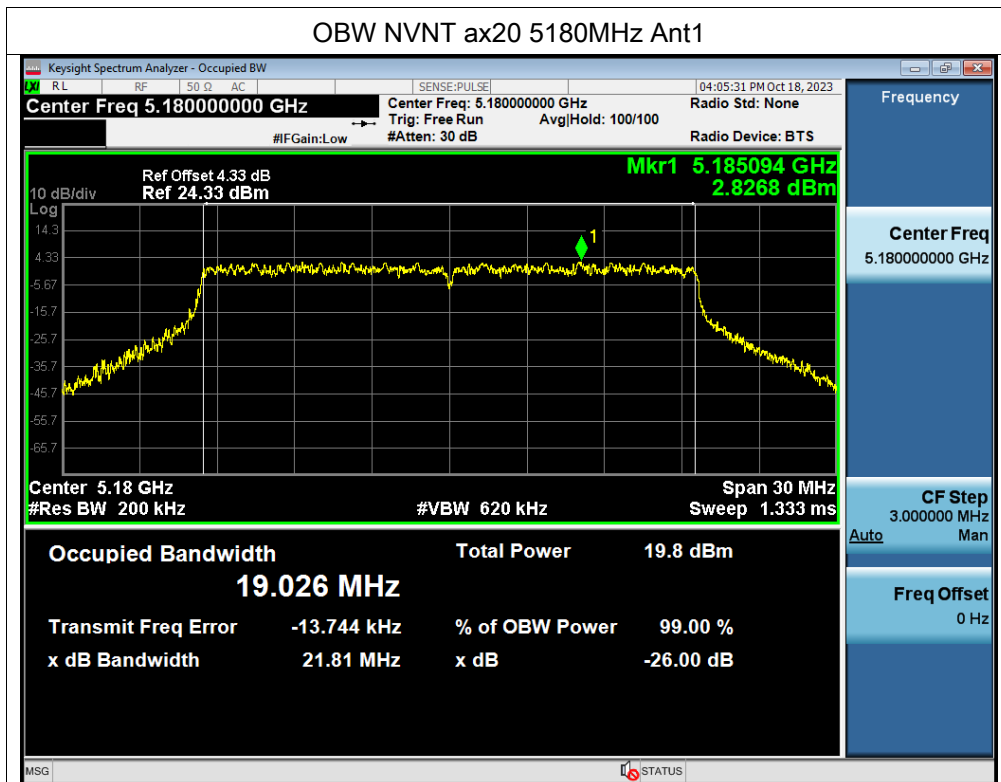 OBW NVNT ax20 5180MHz Ant1
Keysight Spectrum Analyzer - Occupied BW
LXI RL RF 50 Ω AC SENSE:PULSE 04:05:31 PM Oct 18, 2023
Center Freq 5.180000000 GHz Center Freq: 5.180000000 GHz Radio Std: None
Trig: Free Run Avg|Hold: 100/100
#IFGain:Low #Atten: 30 dB Radio Device: BTS
Frequency
Mkr1 5.185094 GHz
2.8268 dBm
Ref Offset 4.33 dB
10 dB/div Ref 24.33 dBm
Log
14.3
1
4.33
-5.67
-15.7
-25.7
-35.7
-45.7
-55.7
-65.7
Center 5.18 GHz Span 30 MHz
#Res BW 200 kHz #VBW 620 kHz Sweep 1.333 ms
Center Freq
5.180000000 GHz
CF Step
3.000000 MHz
Auto Man
Freq Offset
0 Hz
Occupied Bandwidth Total Power 19.8 dBm
19.026 MHz
Transmit Freq Error -13.744 kHz % of OBW Power 99.00 %
x dB Bandwidth 21.81 MHz x dB -26.00 dB
MSG STATUS